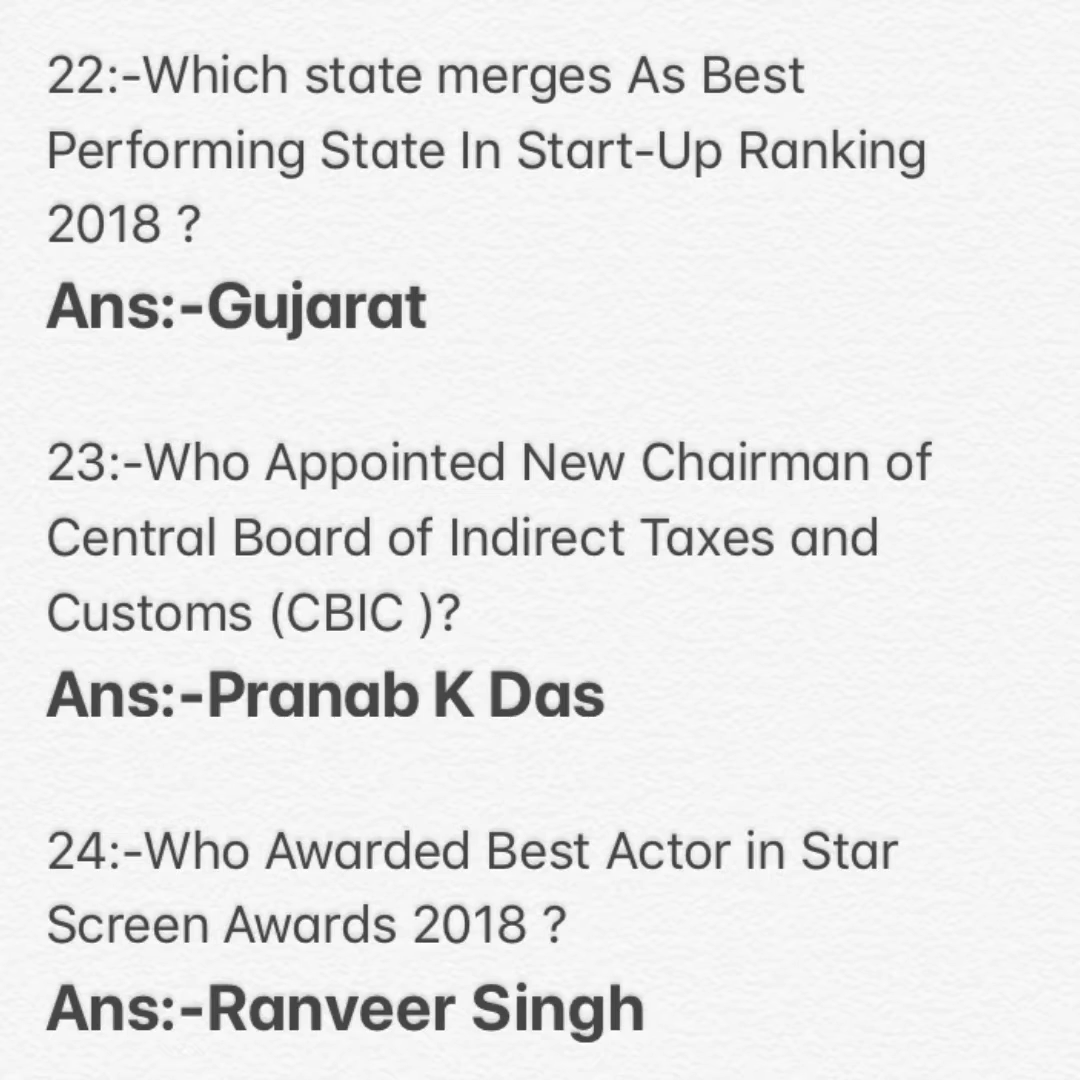 22:-Which state merges As Best
Performing State In Start-Up Ranking
2018 ?
Ans:-Gujarat
23:-Who Appointed New Chairman of
Central Board of Indirect Taxes and
Customs (CBIC )?
Ans:-Pranab K Das
24:-Who Awarded Best Actor in Star
Screen Awards 2018 ?
Ans:-Ranveer Singh